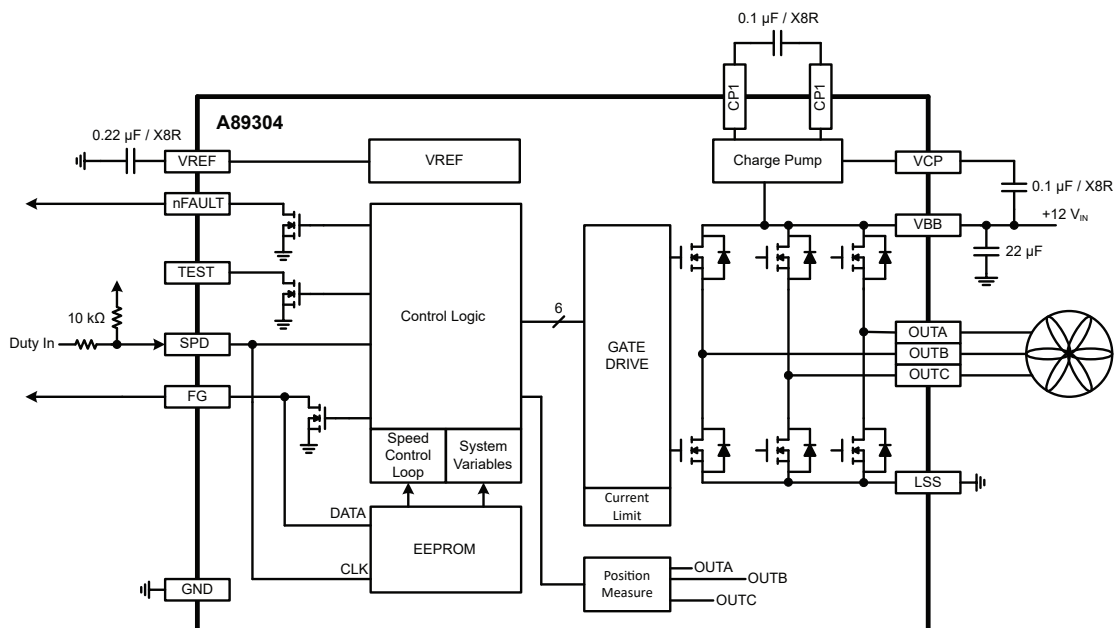 0.1 µF / X8R
CP1
CP1
A89304
0.22 µF / X8R
VREF
VREF
Charge Pump
VCP
0.1 µF / X8R
nFAULT
+12 VIN
VBB
22 µF
TEST
10 kΩ
Control Logic
6
GATE
DRIVE
OUTA
Duty In
SPD
OUTB
OUTC
FG
Speed
Control
Loop
System
Variables
LSS
Current
Limit
DATA
EEPROM
CLK
Position
Measure
OUTA
OUTB
OUTC
GND